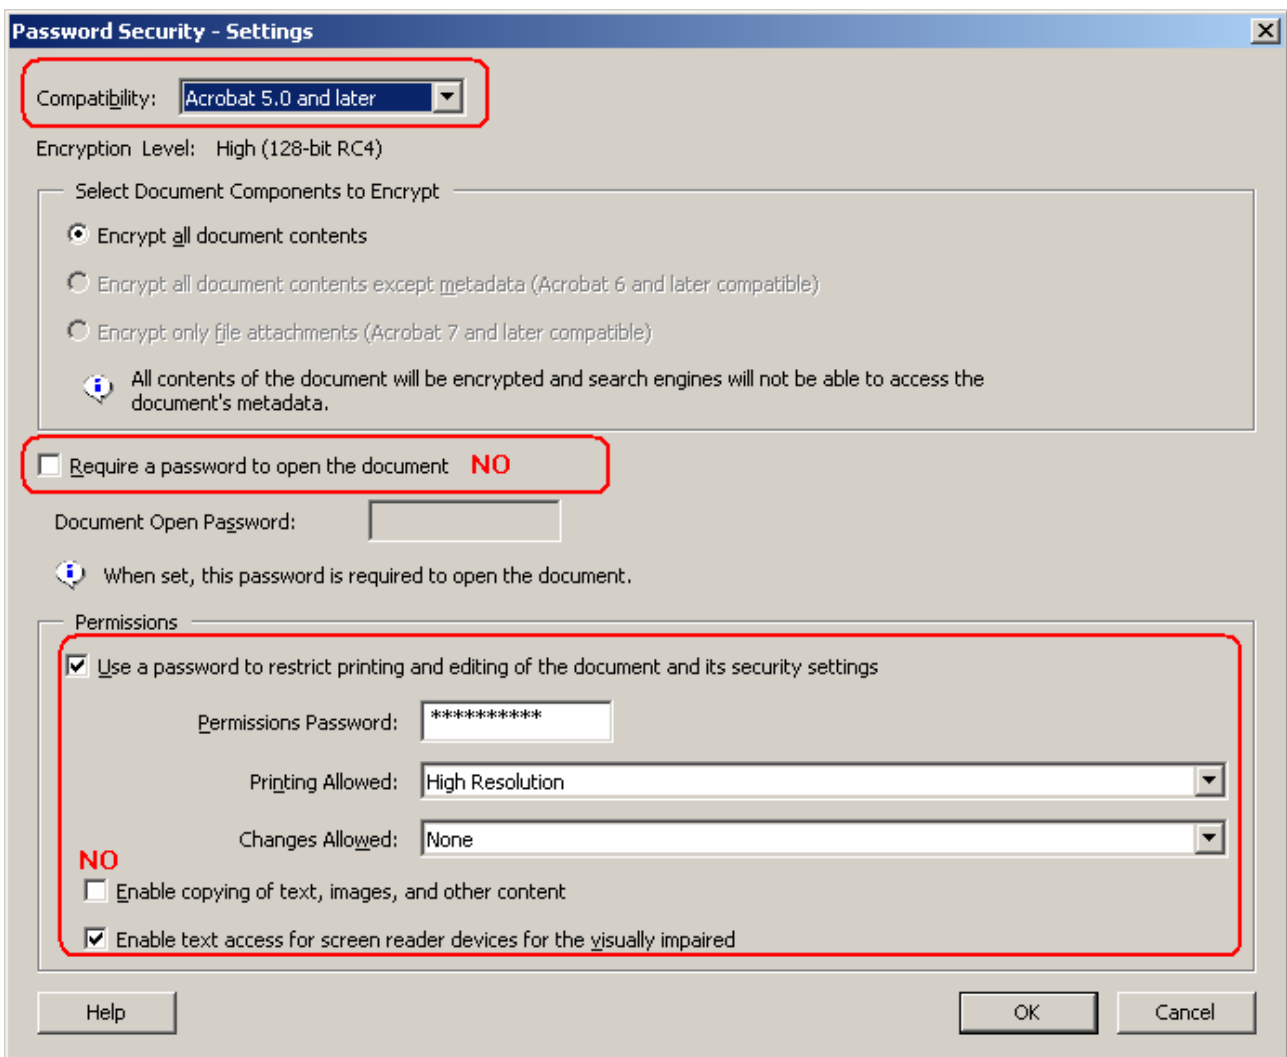 Password Security - Settings
Compatibility: Acrobat 5.0 and later
Encryption Level: High (128-bit RC4)
Select Document Components to Encrypt
Encrypt all document contents
Encrypt all document contents except metadata (Acrobat 6 and later compatible)
Encrypt only file attachments (Acrobat 7 and later compatible)
All contents of the document will be encrypted and search engines will not be able to access the
document's metadata.
Require a password to open the document NO
Document Open Password:
When set, this password is required to open the document.
Permissions
Use a password to restrict printing and editing of the document and its security settings
Permissions Password: **********
Printing Allowed: High Resolution
Changes Allowed: None
NO
Enable copying of text, images, and other content
Enable text access for screen reader devices for the visually impaired
Help OK Cancel